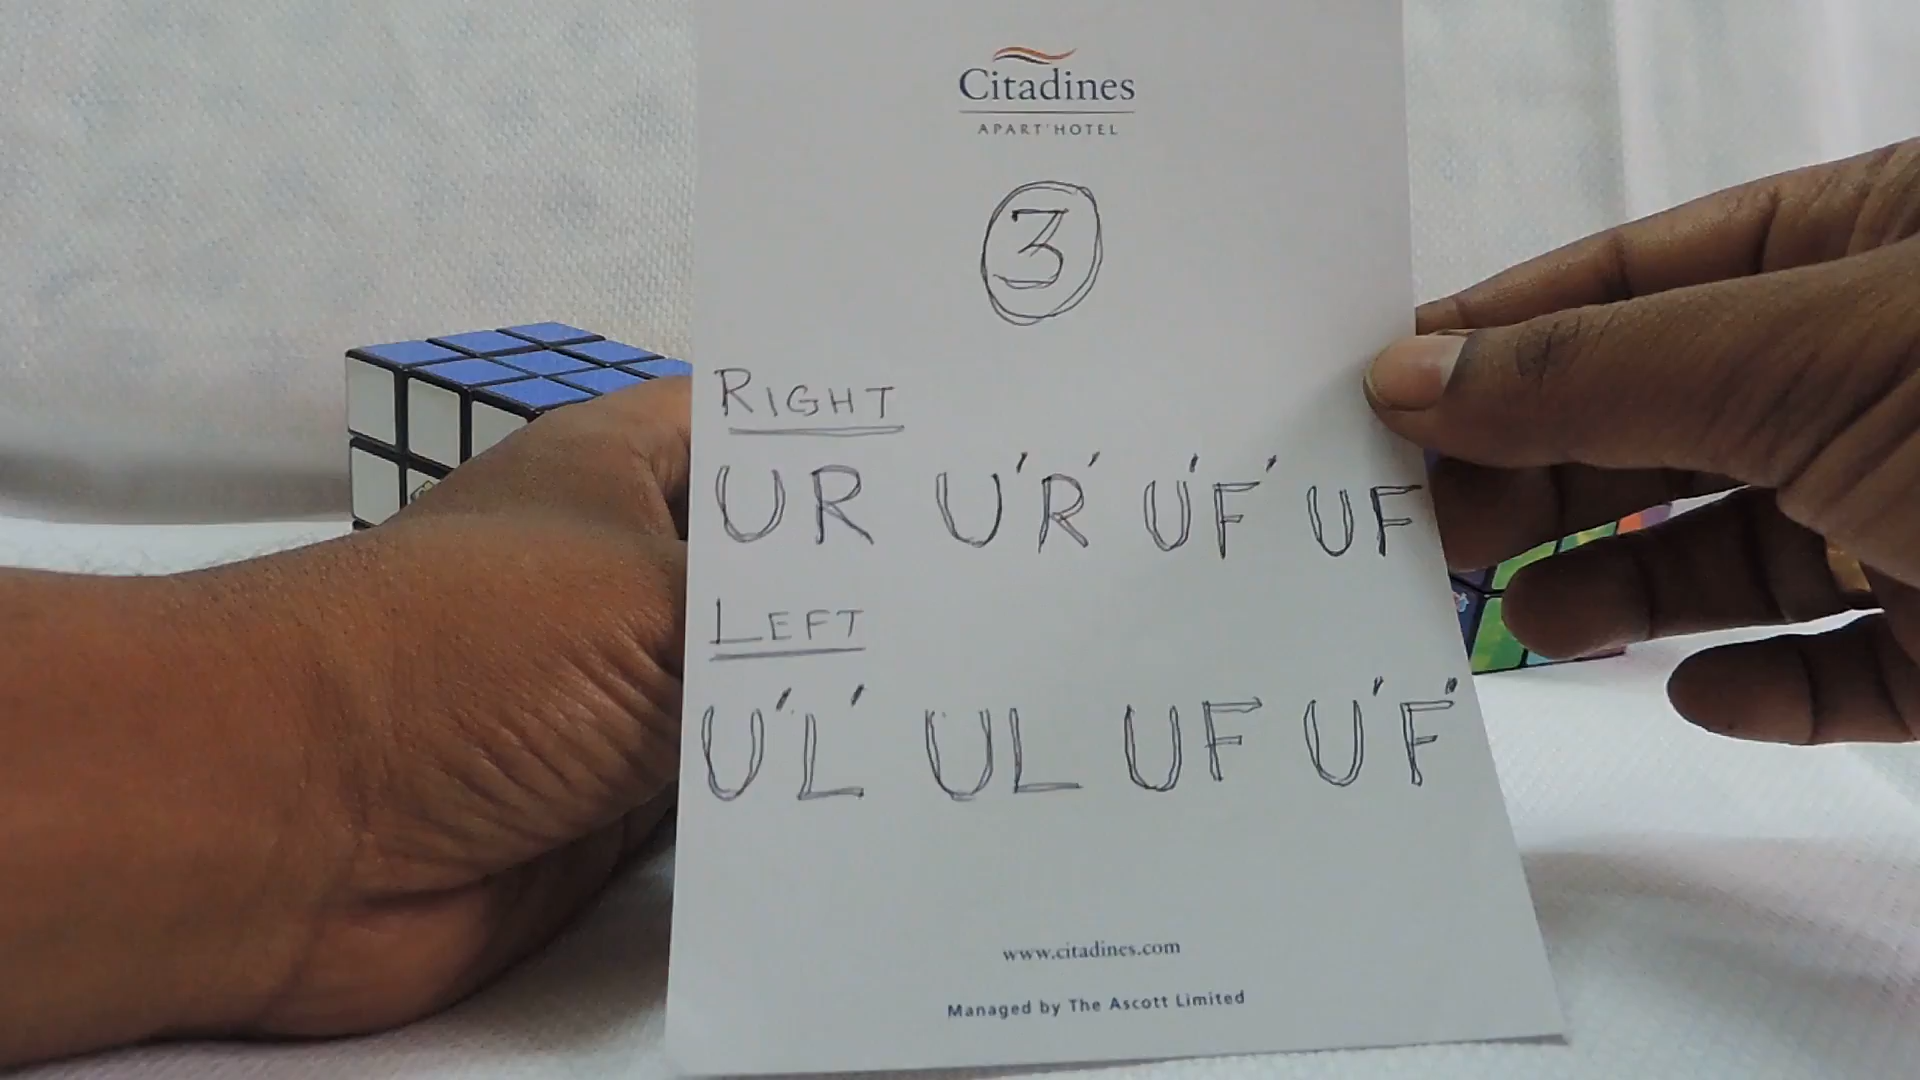 Citadines
APART'HOTEL
3
RIGHT
UR U'R' U'F' UF
LEFT
U'L' UL UF U'F'
www.citadines.com
Managed by The Ascott Limited